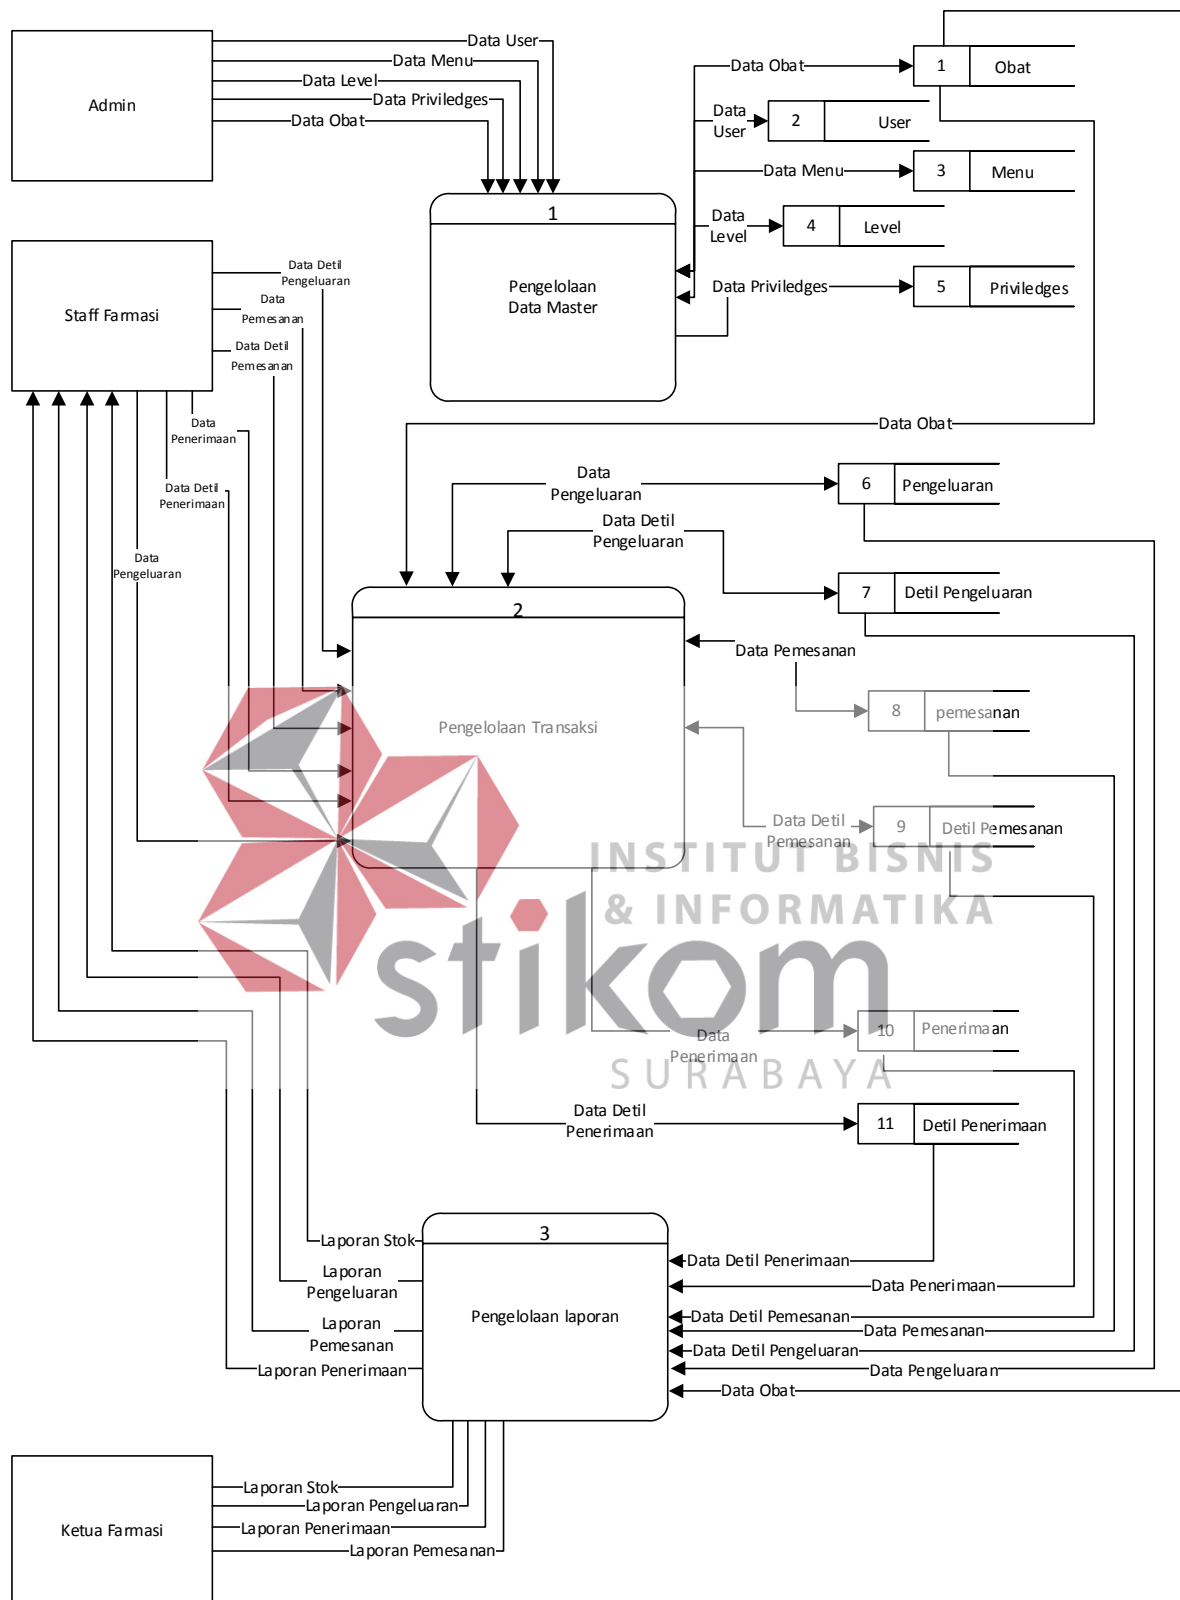 Data User
Data Menu
Data Level
Data Priviledges
Data Obat
Admin
Data Obat
1
Obat
Data
User
2
User
Data Menu
3
Menu
Data
Level
4
Level
Data Priviledges
5
Priviledges
1
Pengelolaan
Data Master
Staff Farmasi
Data Detil
Pengeluaran
Data
Pemesanan
Data Detil
Pemesanan
Data
Penerimaan
Data Detil
Penerimaan
Data
Pengeluaran
Data Obat
Data
Pengeluaran
6
Pengeluaran
Data Detil
Pengeluaran
7
Detil Pengeluaran
2
Pengelolaan Transaksi
Data Pemesanan
8
pemesanan
Data Detil
Pemesanan
9
Detil Pemesanan
INSTITUT BISNIS
& INFORMATIKA
stikom
SURABAYA
Data
Penerimaan
10
Penerimaan
Data Detil
Penerimaan
11
Detil Penerimaan
3
Pengelolaan laporan
Laporan Stok
Laporan
Pengeluaran
Laporan
Pemesanan
Laporan Penerimaan
Data Detil Penerimaan
Data Penerimaan
Data Detil Pemesanan
Data Pemesanan
Data Detil Pengeluaran
Data Pengeluaran
Data Obat
Ketua Farmasi
Laporan Stok
Laporan Pengeluaran
Laporan Penerimaan
Laporan Pemesanan